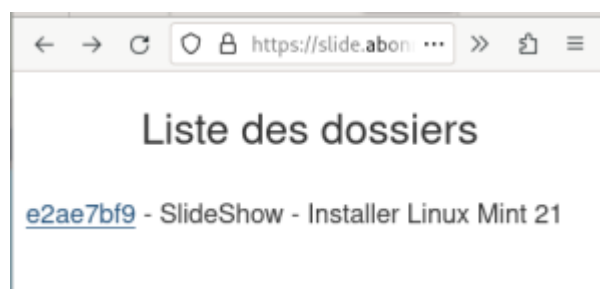 https://slide.abon
Liste des dossiers
e2ae7bf9 - SlideShow - Installer Linux Mint 21